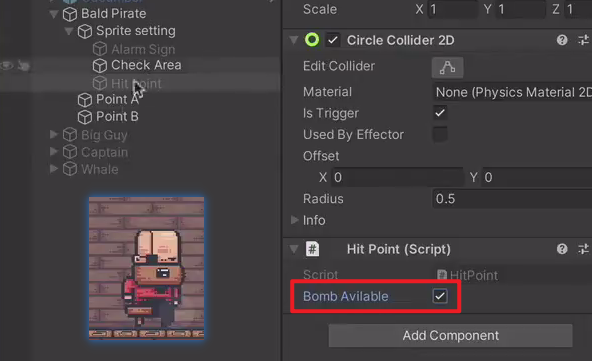 Bald Pirate
Sprite setting
Alarm Sign
Check Area
Hit Point
Point A
Point B
Big Guy
Captain
Whale
Scale X 1 Y 1 Z 1
Circle Collider 2D
Edit Collider
Material None (Physics Material 2D
Is Trigger
Used By Effector
Offset
X 0 Y 0
Radius 0.5
Info
# Hit Point (Script)
Script # HitPoint
Bomb Avilable
Add Component